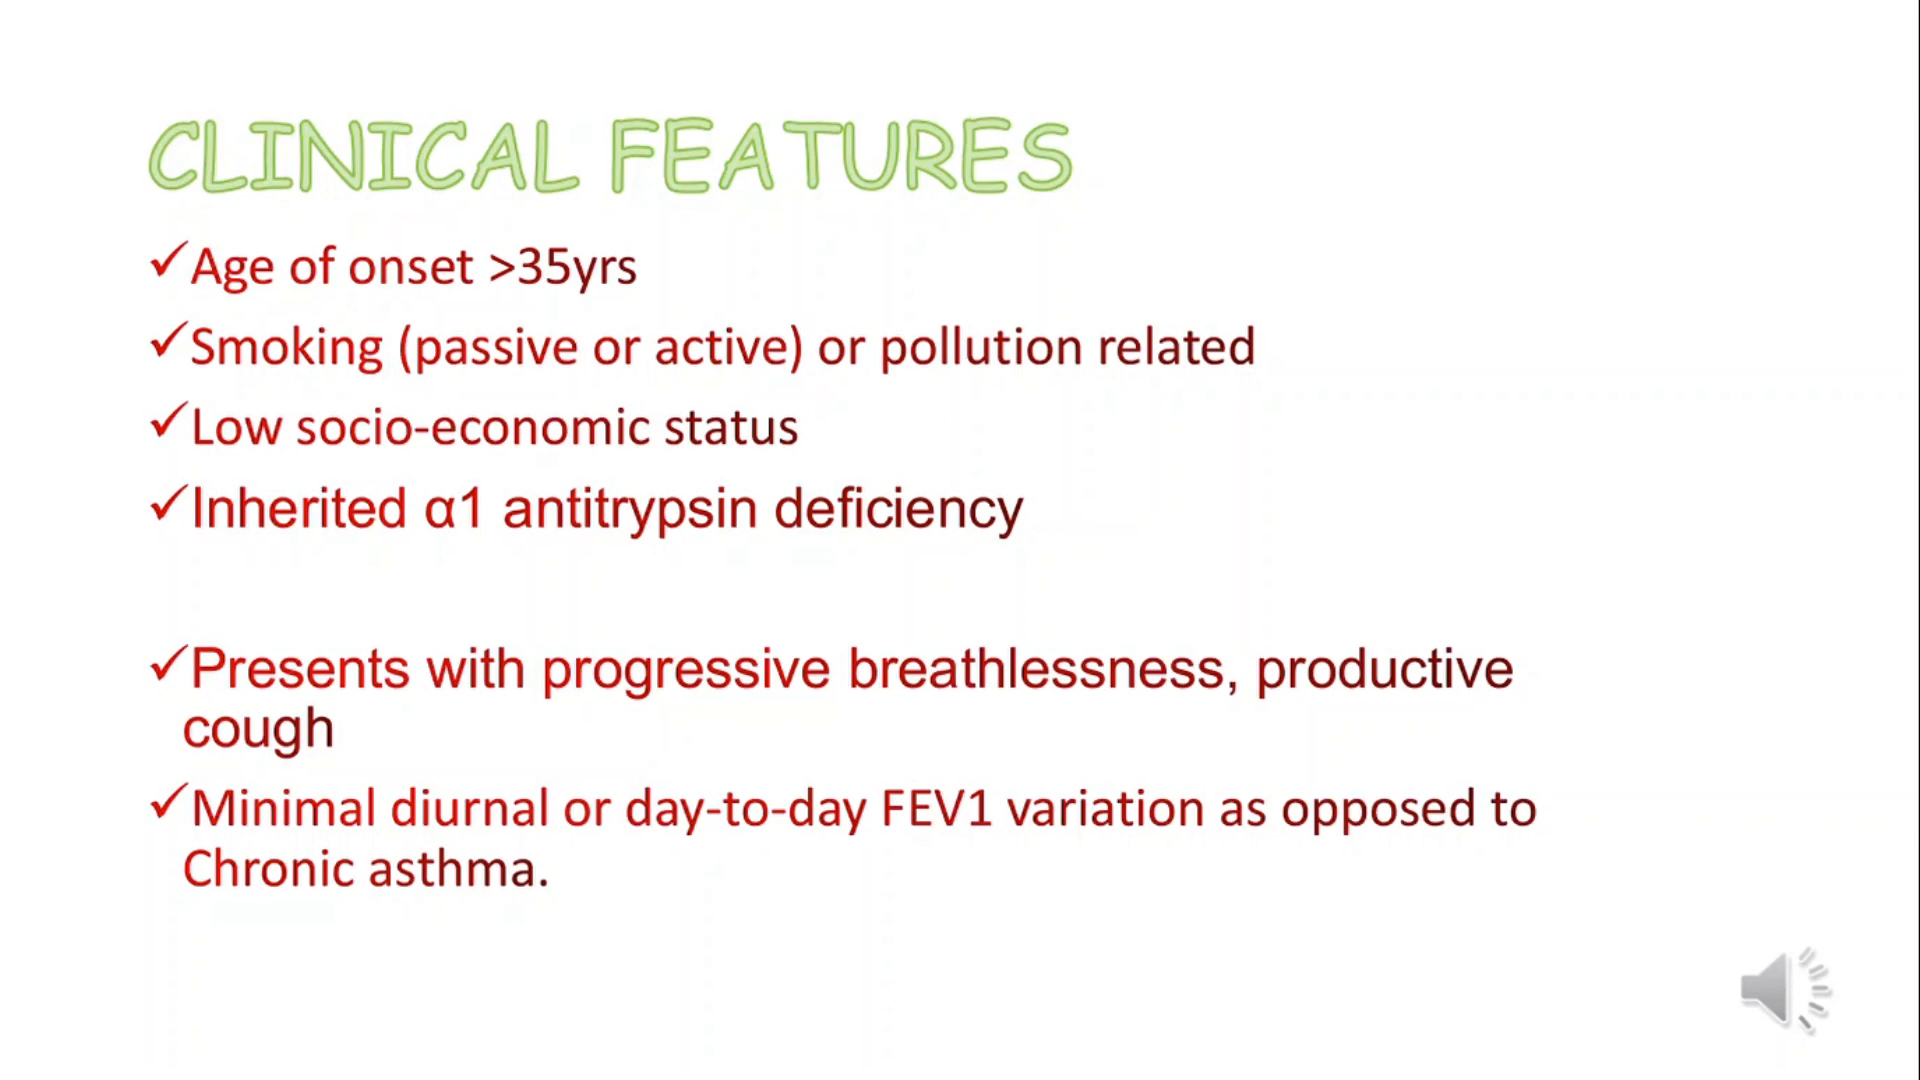 CLINICAL FEATURES
✓Age of onset >35yrs
✓Smoking (passive or active) or pollution related
✓Low socio-economic status
✓Inherited α1 antitrypsin deficiency
✓Presents with progressive breathlessness, productive
cough
✓Minimal diurnal or day-to-day FEV1 variation as opposed to
Chronic asthma.